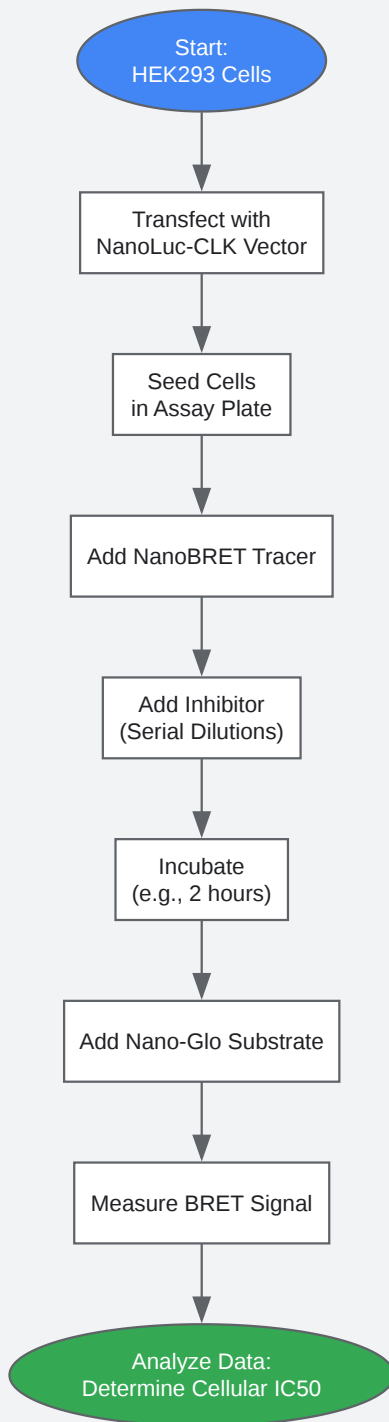 Start:
HEK293 Cells
Transfect with
NanoLuc-CLK Vector
Seed Cells
in Assay Plate
Add NanoBRET Tracer
Add Inhibitor
(Serial Dilutions)
Incubate
(e.g., 2 hours)
Add Nano-Glo Substrate
Measure BRET Signal
Analyze Data:
Determine Cellular IC50